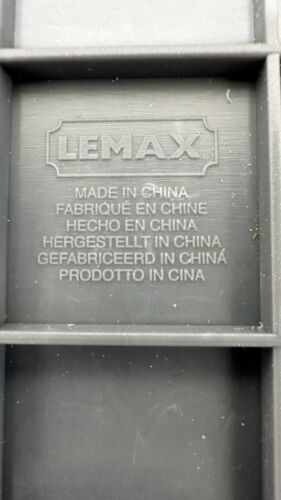 LEMAX
MADE IN CHINA
FABRIQUÉ EN CHINE
HECHO EN CHINA
HERGESTELLT IN CHINA
GEFABRICEERD IN CHINA
PRODOTTO IN CINA